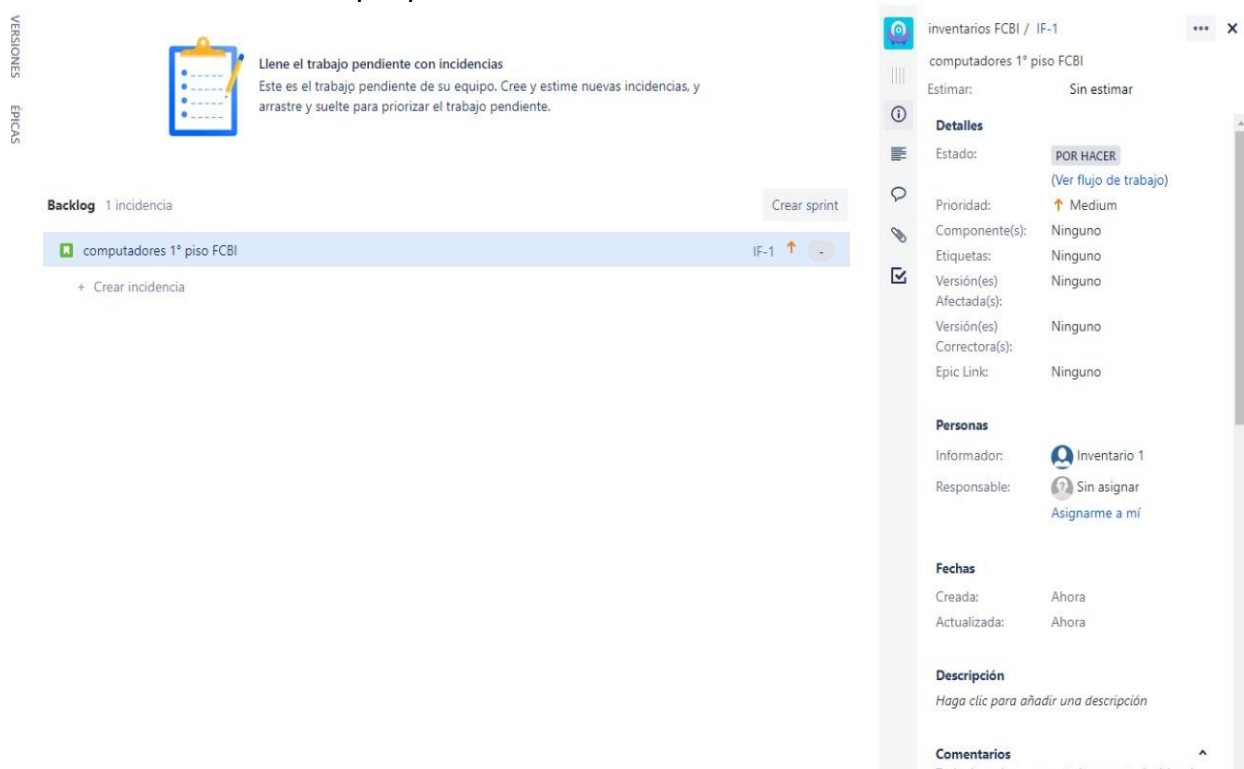 VERSIONES
ÉPICAS
Llene el trabajo pendiente con incidencias
Este es el trabajo pendiente de su equipo. Cree y estime nuevas incidencias, y
arrastre y suelte para priorizar el trabajo pendiente.
Backlog 1 incidencia
Crear sprint
computadores 1° piso FCBI
IF-1 -
+ Crear incidencia
inventarios FCBI / IF-1
computadores 1° piso FCBI
Estimar: Sin estimar
Detalles
Estado: POR HACER
(Ver flujo de trabajo)
Prioridad: Medium
Componente(s): Ninguno
Etiquetas: Ninguno
Versión(es) Ninguno
Afectada(s):
Versión(es) Ninguno
Correctora(s):
Epic Link: Ninguno
Personas
Informador: Inventario 1
Responsable: Sin asignar
Asignarme a mí
Fechas
Creada: Ahora
Actualizada: Ahora
Descripción
Haga clic para añadir una descripción
Comentarios